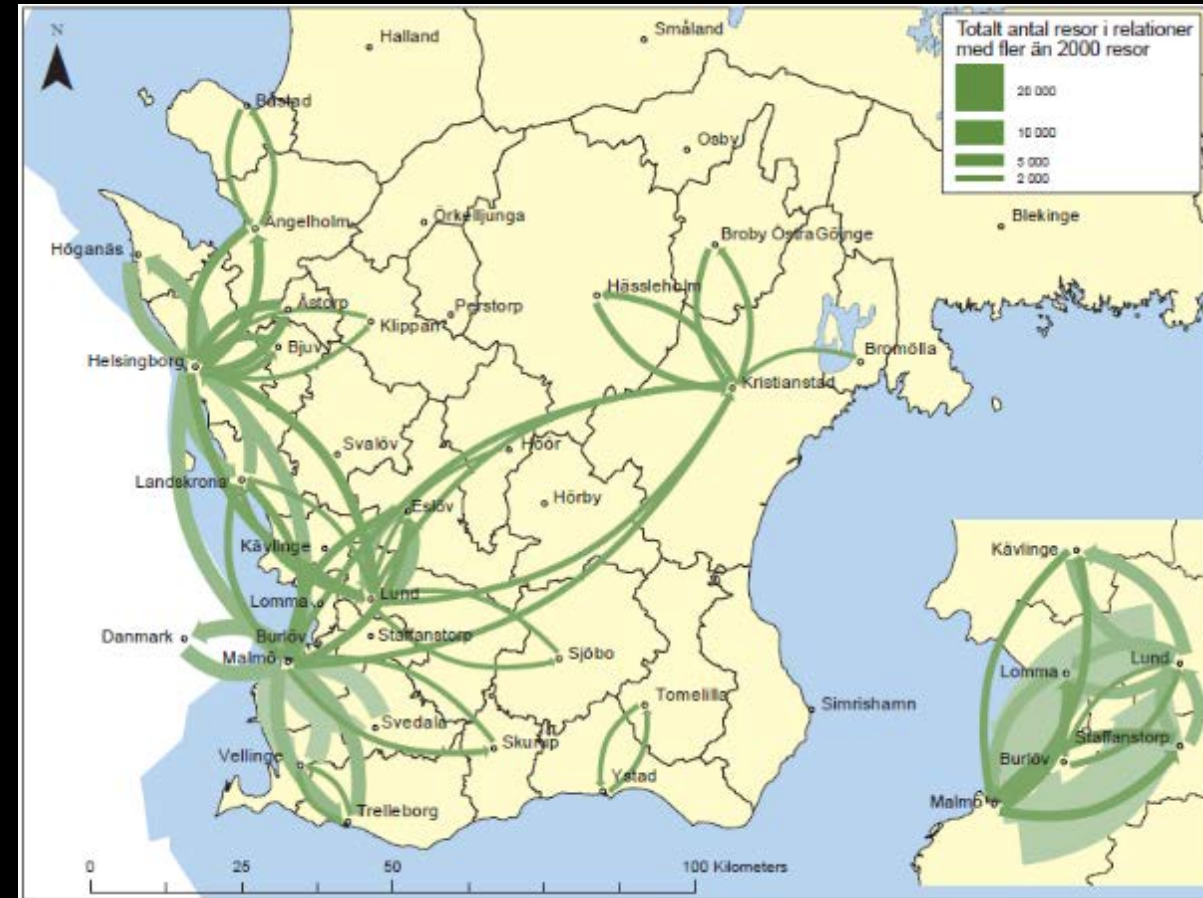 N
Halland
Småland
Totalt antal resor i relationer
med fler än 2000 resor
20 000
10 000
5 000
2 000
Båstad
Osby
Ängelholm
Örkelljunga
Blekinge
Höganäs
Broby ÖstraGöinge
Hässleholm
Åstorp
Perstorp
Klippan
Bjuv
Helsingborg
Bromölla
Kristianstad
Svalöv
Höör
Landskrona
Hörby
Eslöv
Kävlinge
Lund
Lomma
Danmark
Burlöv
Staffanstorp
Malmö
Sjöbo
Tomelilla
Simrishamn
Svedala
Skurup
Vellinge
Ystad
Trelleborg
Kävlinge
Lund
Lomma
Staffanstorp
Burlöv
Malmö
0
25
50
100 Kilometers